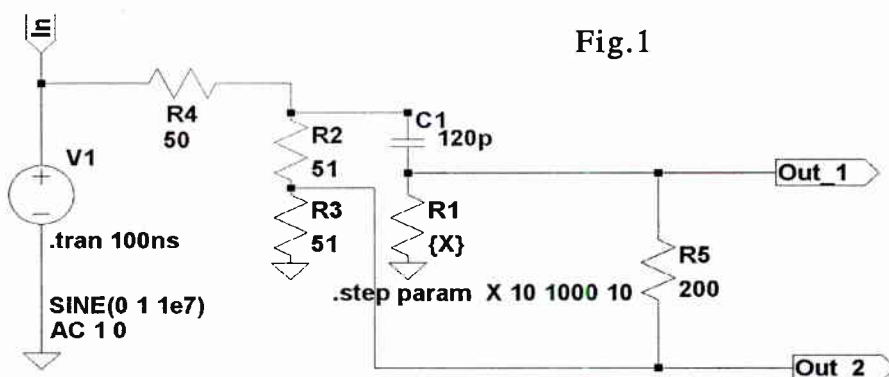 In
Fig.1
R4
50
C1
120p
R2
51
V1
Out_1
R3
51
R1
{X}
.tran 100ns
R5
200
.step param X 10 1000 10
SINE(0 1 1e7)
AC 1 0
Out_2